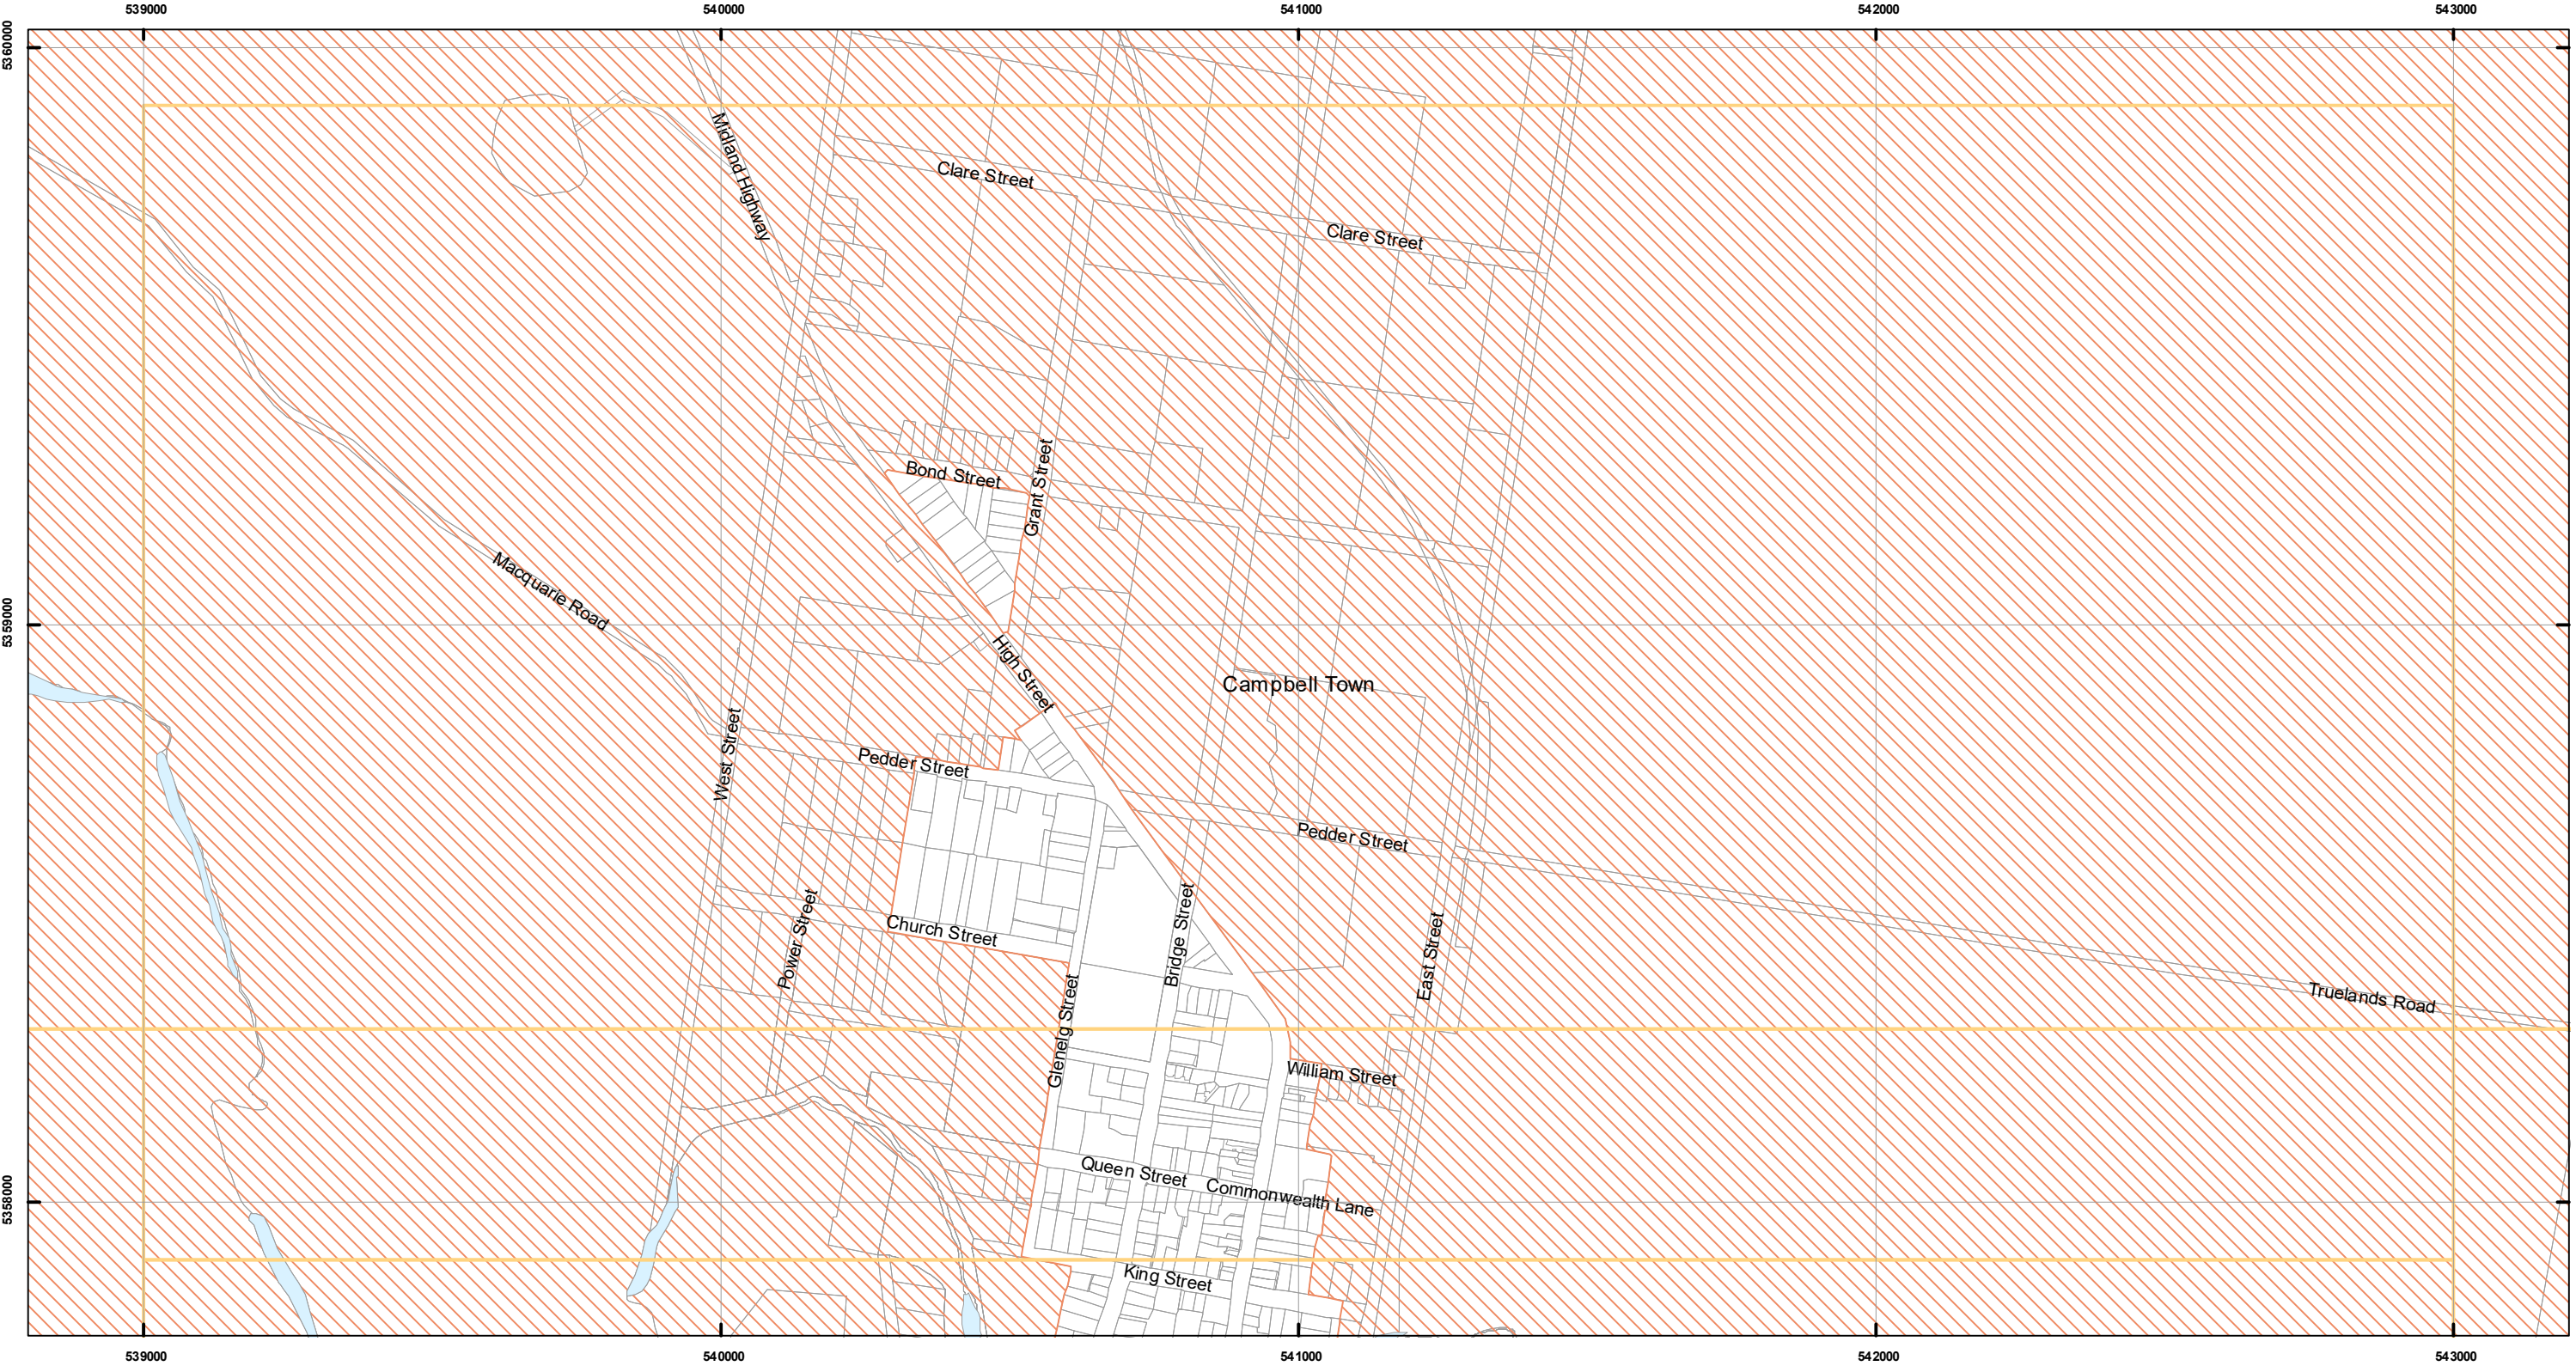 539000
540000
541000
542000
543000
5360000
Midland Highway
Clare Street
Clare Street
Bond Street
Grant Street
Macquarie Road
5359000
High Street
Campbell Town
West Street
Pedder Street
Pedder Street
Power Street
Church Street
Bridge Street
East Street
Glenelg Street
Truelands Road
William Street
Queen Street
Commonwealth Lane
5358000
King Street
539000
540000
541000
542000
543000